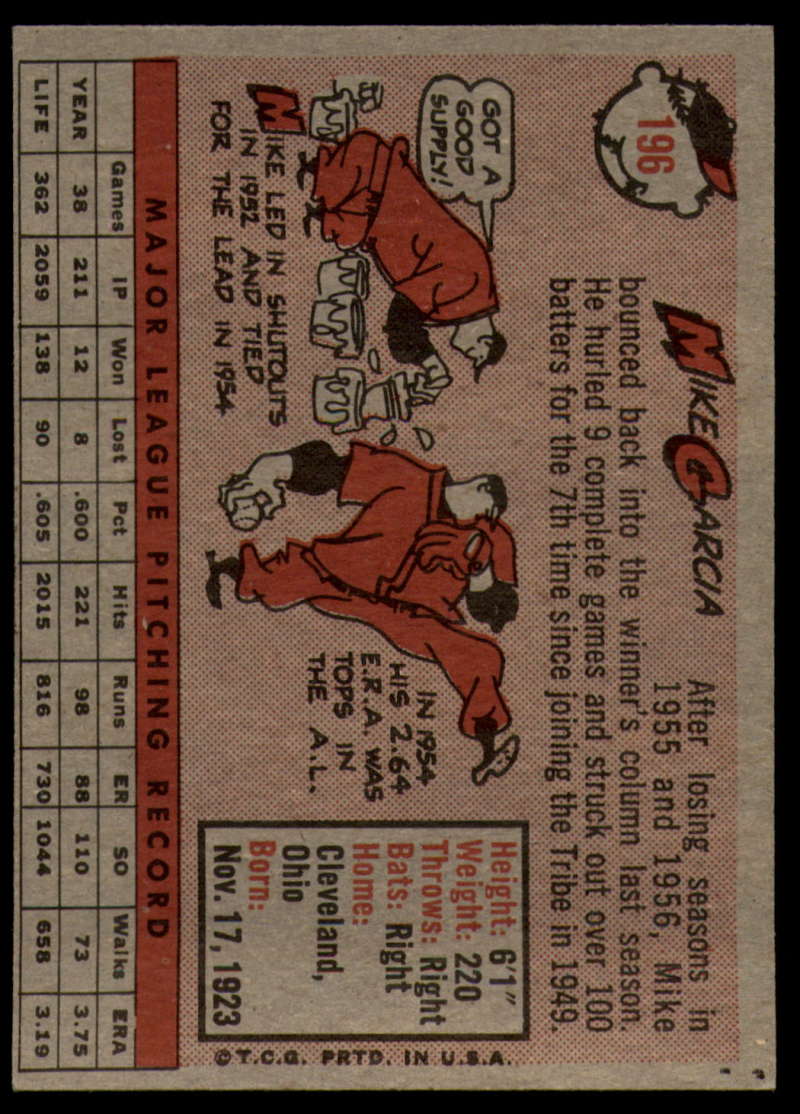 196
MIKE GARCIA
After losing seasons in
1955 and 1956, Mike
bounced back into the winner's column last season.
He hurled 9 complete games and struck out over 100
batters for the 7th time since joining the Tribe in 1949.
GOT A
GOOD
SUPPLY!
MIKE LED IN SHUTOUTS
IN 1952 AND TIED
FOR THE LEAD IN 1954
IN 1954
HIS 2.64
E.R.A. WAS
TOPS IN
THE A.L.
Height: 6'1"
Weight: 220
Throws: Right
Bats: Right
Home:
Cleveland,
Ohio
Born:
Nov. 17, 1923
©T.C.G. PRTD. IN U.S.A.
MAJOR LEAGUE PITCHING RECORD
Games IP Won Lost Pct Hits Runs ER SO Walks ERA
YEAR 38 211 12 8 .600 221 98 88 110 73 3.75
LIFE 362 2059 138 90 .605 2015 816 730 1044 658 3.19